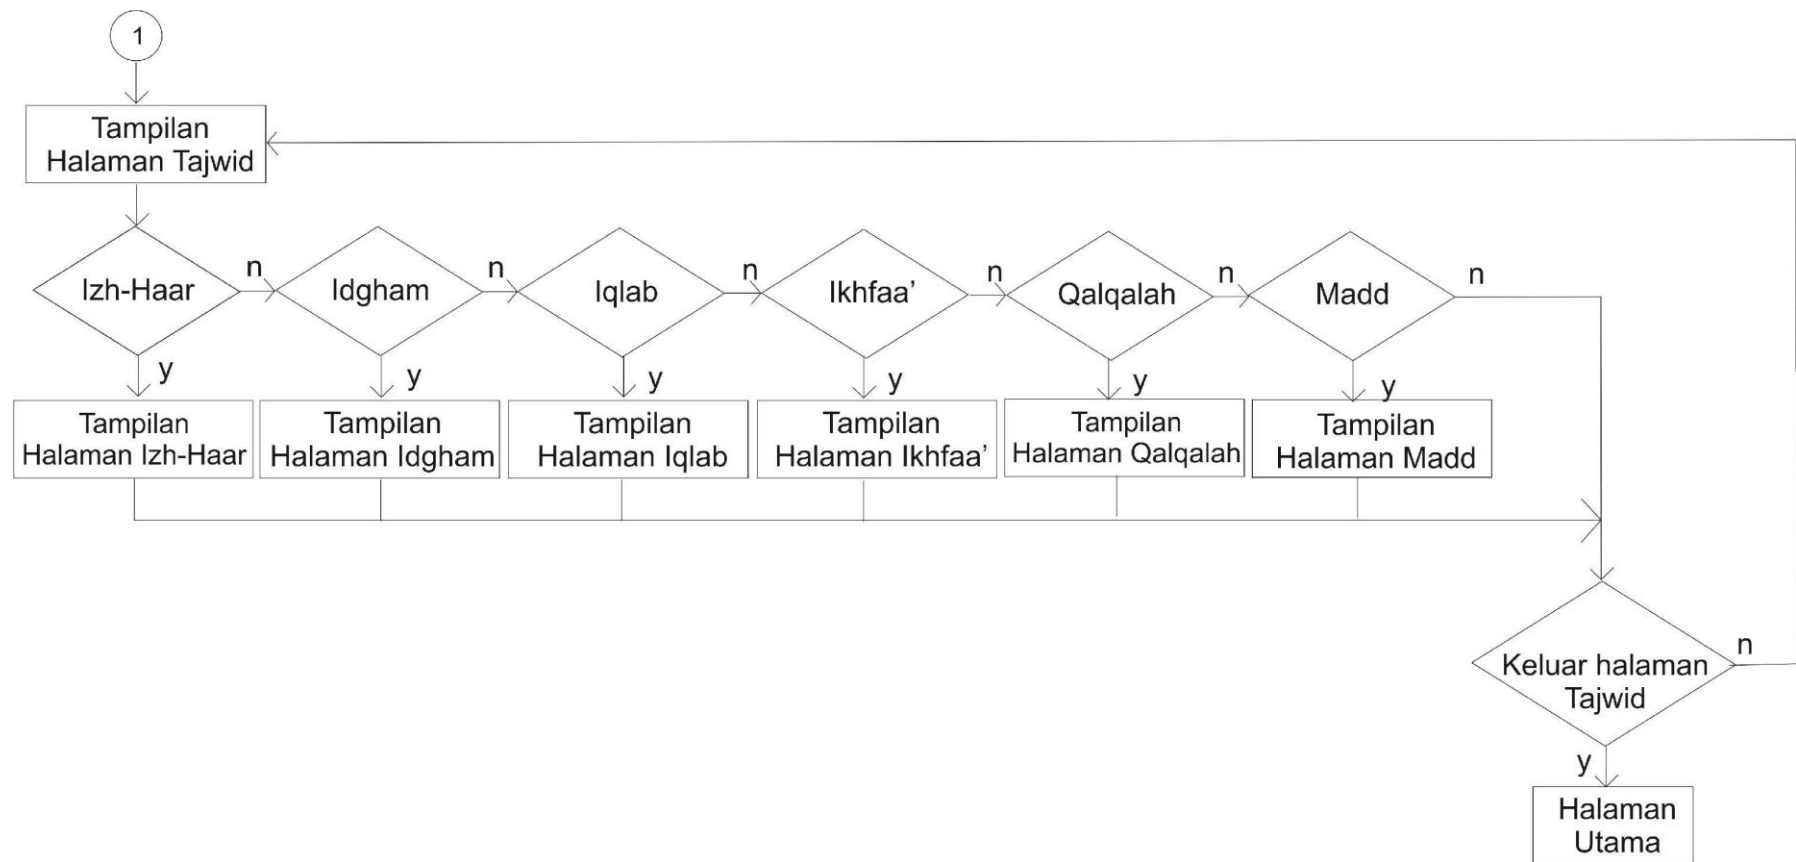 1
Tampilan
Halaman Tajwid
Izh-Haar
n
Idgham
n
Iqlab
n
Ikhfaa’
n
Qalqalah
n
Madd
n
y
y
y
y
y
y
Tampilan
Halaman Izh-Haar
Tampilan
Halaman Idgham
Tampilan
Halaman Iqlab
Tampilan
Halaman Ikhfaa’
Tampilan
Halaman Qalqalah
Tampilan
Halaman Madd
Keluar halaman
Tajwid
n
y
Halaman
Utama